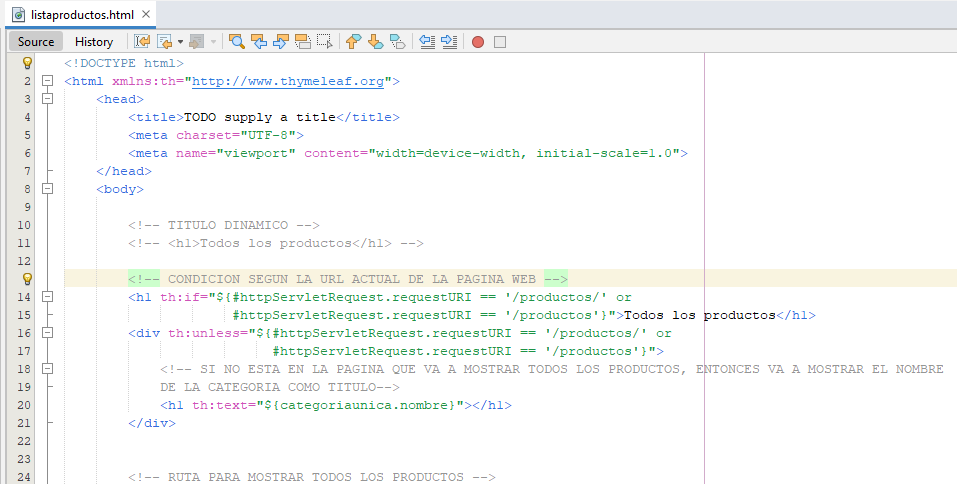 listaproductos.html
Source History
<!DOCTYPE html>
2 <html xmlns:th="http://www.thymeleaf.org">
3 <head>
4 <title>TODO supply a title</title>
5 <meta charset="UTF-8">
6 <meta name="viewport" content="width=device-width, initial-scale=1.0">
7 </head>
8 <body>
9
10 <!-- TITULO DINAMICO -->
11 <!-- <h1>Todos los productos</h1> -->
12
<!-- CONDICION SEGUN LA URL ACTUAL DE LA PAGINA WEB -->
14 <h1 th:if="${#httpServletRequest.requestURI == '/productos/' or
15 #httpServletRequest.requestURI == '/productos'}">Todos los productos</h1>
16 <div th:unless="${#httpServletRequest.requestURI == '/productos/' or
17 #httpServletRequest.requestURI == '/productos'}">
18 <!-- SI NO ESTA EN LA PAGINA QUE VA A MOSTRAR TODOS LOS PRODUCTOS, ENTONCES VA A MOSTRAR EL NOMBRE
19 DE LA CATEGORIA COMO TITULO-->
20 <h1 th:text="${categoriaunica.nombre}"></h1>
21 </div>
22
23
24 <!-- RUTA PARA MOSTRAR TODOS LOS PRODUCTOS -->